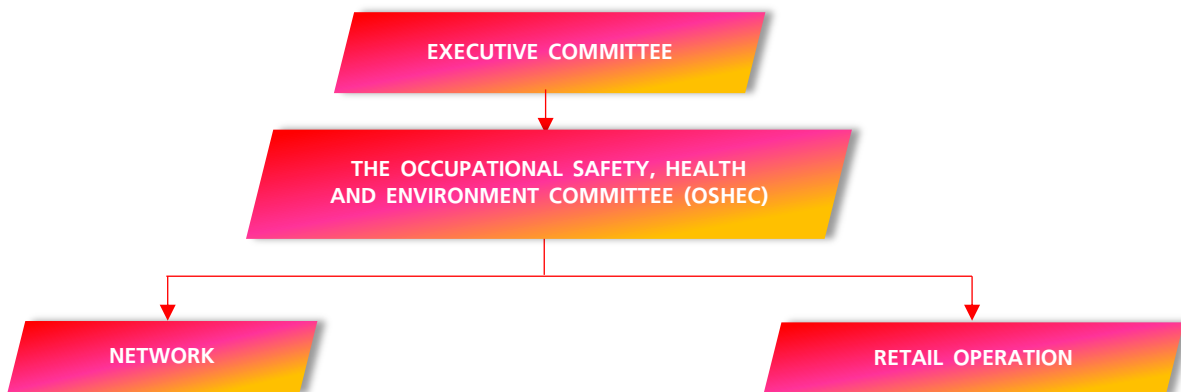 EXECUTIVE COMMITTEE
THE OCCUPATIONAL SAFETY, HEALTH
AND ENVIRONMENT COMMITTEE (OSHEC)
NETWORK
RETAIL OPERATION